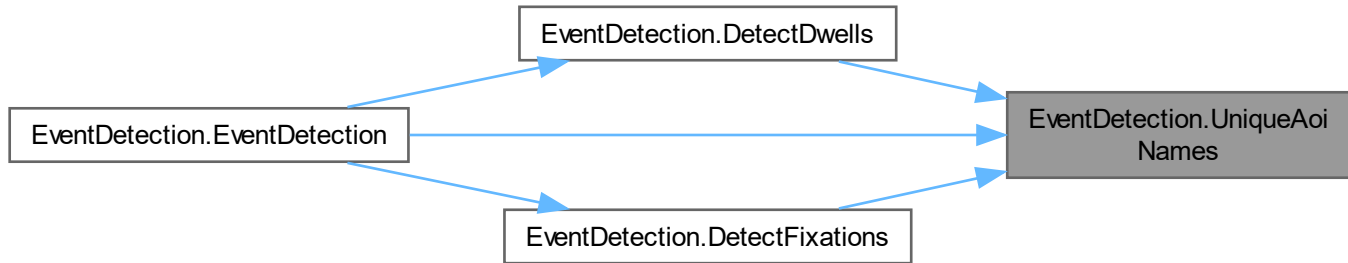 EventDetection.DetectDwells
EventDetection.EventDetection
EventDetection.UniqueAoi
Names
EventDetection.DetectFixations